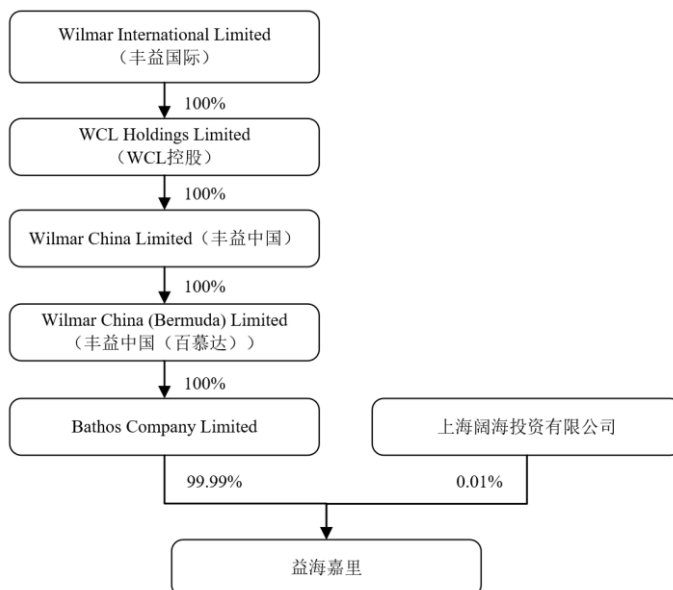 Wilmar International Limited
（丰益国际）
100%
WCL Holdings Limited
（WCL控股）
100%
Wilmar China Limited（丰益中国）
100%
Wilmar China (Bermuda) Limited
（丰益中国（百慕达））
100%
Bathos Company Limited
上海阔海投资有限公司
99.99%
0.01%
益海嘉里